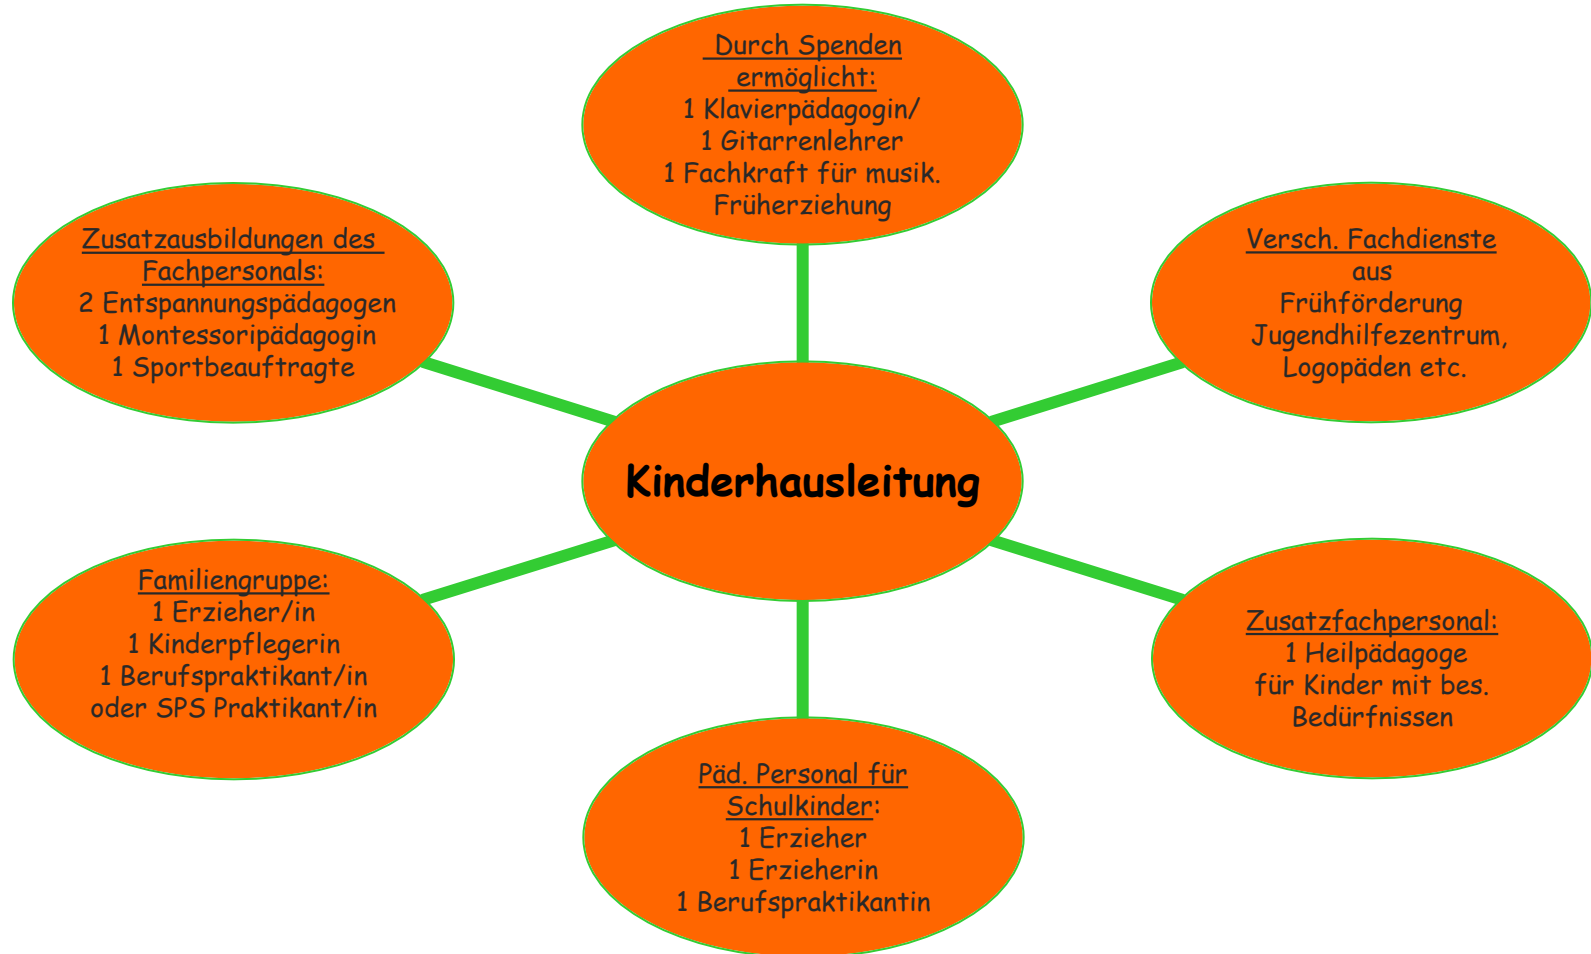 Durch Spenden
ermöglicht:
1 Klavierpädagogin/
1 Gitarrenlehrer
1 Fachkraft für musik.
Früherziehung
Zusatzausbildungen des
Fachpersonals:
2 Entspannungspädagogen
1 Montessoripädagogin
1 Sportbeauftragte
Versch. Fachdienste
aus
Frühförderung
Jugendhilfezentrum,
Logopäden etc.
Kinderhausleitung
Familiengruppe:
1 Erzieher/in
1 Kinderpflegerin
1 Berufspraktikant/in
oder SPS Praktikant/in
Zusatzfachpersonal:
1 Heilpädagoge
für Kinder mit bes.
Bedürfnissen
Päd. Personal für
Schulkinder:
1 Erzieher
1 Erzieherin
1 Berufspraktikantin